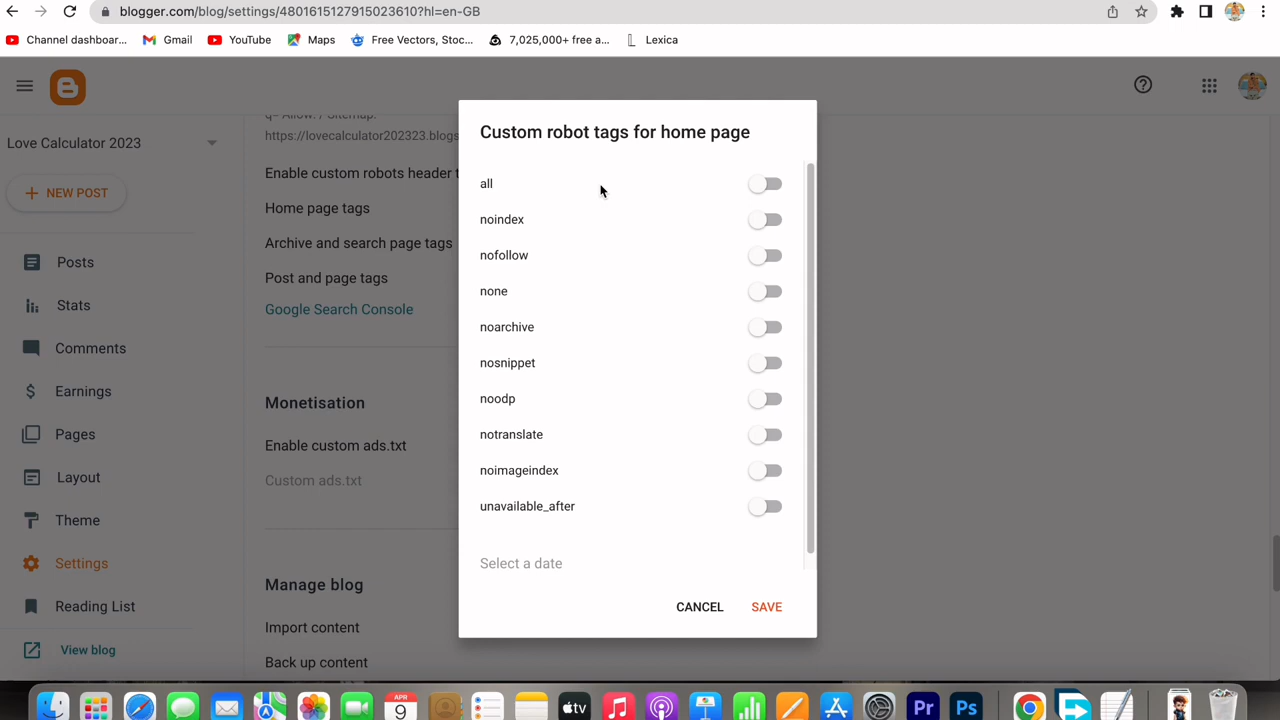 blogger.com/blog/settings/4801615127915023610?hl=en-GB
Channel dashboar... Gmail YouTube Maps Free Vectors, Stoc... 7,025,000+ free a... Lexica
Love Calculator 2023
NEW POST
Posts
Stats
Comments
Earnings
Pages
Layout
Theme
Settings
Reading List
View blog
q= Allow: / Sitemap:
https://lovecalculator202323.blogs
Enable custom robots header t
Home page tags
Archive and search page tags
Post and page tags
Google Search Console
Monetisation
Enable custom ads.txt
Custom ads.txt
Manage blog
Import content
Back up content
Custom robot tags for home page
all
noindex
nofollow
none
noarchive
nosnippet
noodp
notranslate
noimageindex
unavailable_after
Select a date
CANCEL SAVE
APR
9
tv
Pr
Ps